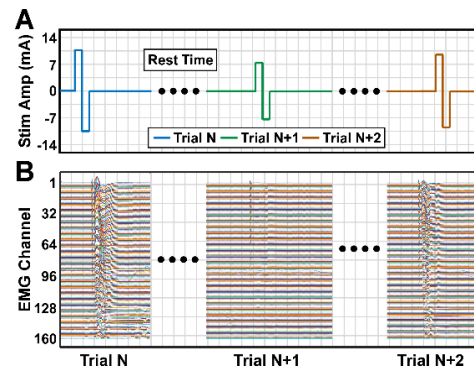 A
Stim Amp (mA)
14
7
0
-7
-14
Rest Time
Trial N Trial N+1 Trial N+2
B
EMG Channel
1
32
64
96
128
160
Trial N Trial N+1 Trial N+2